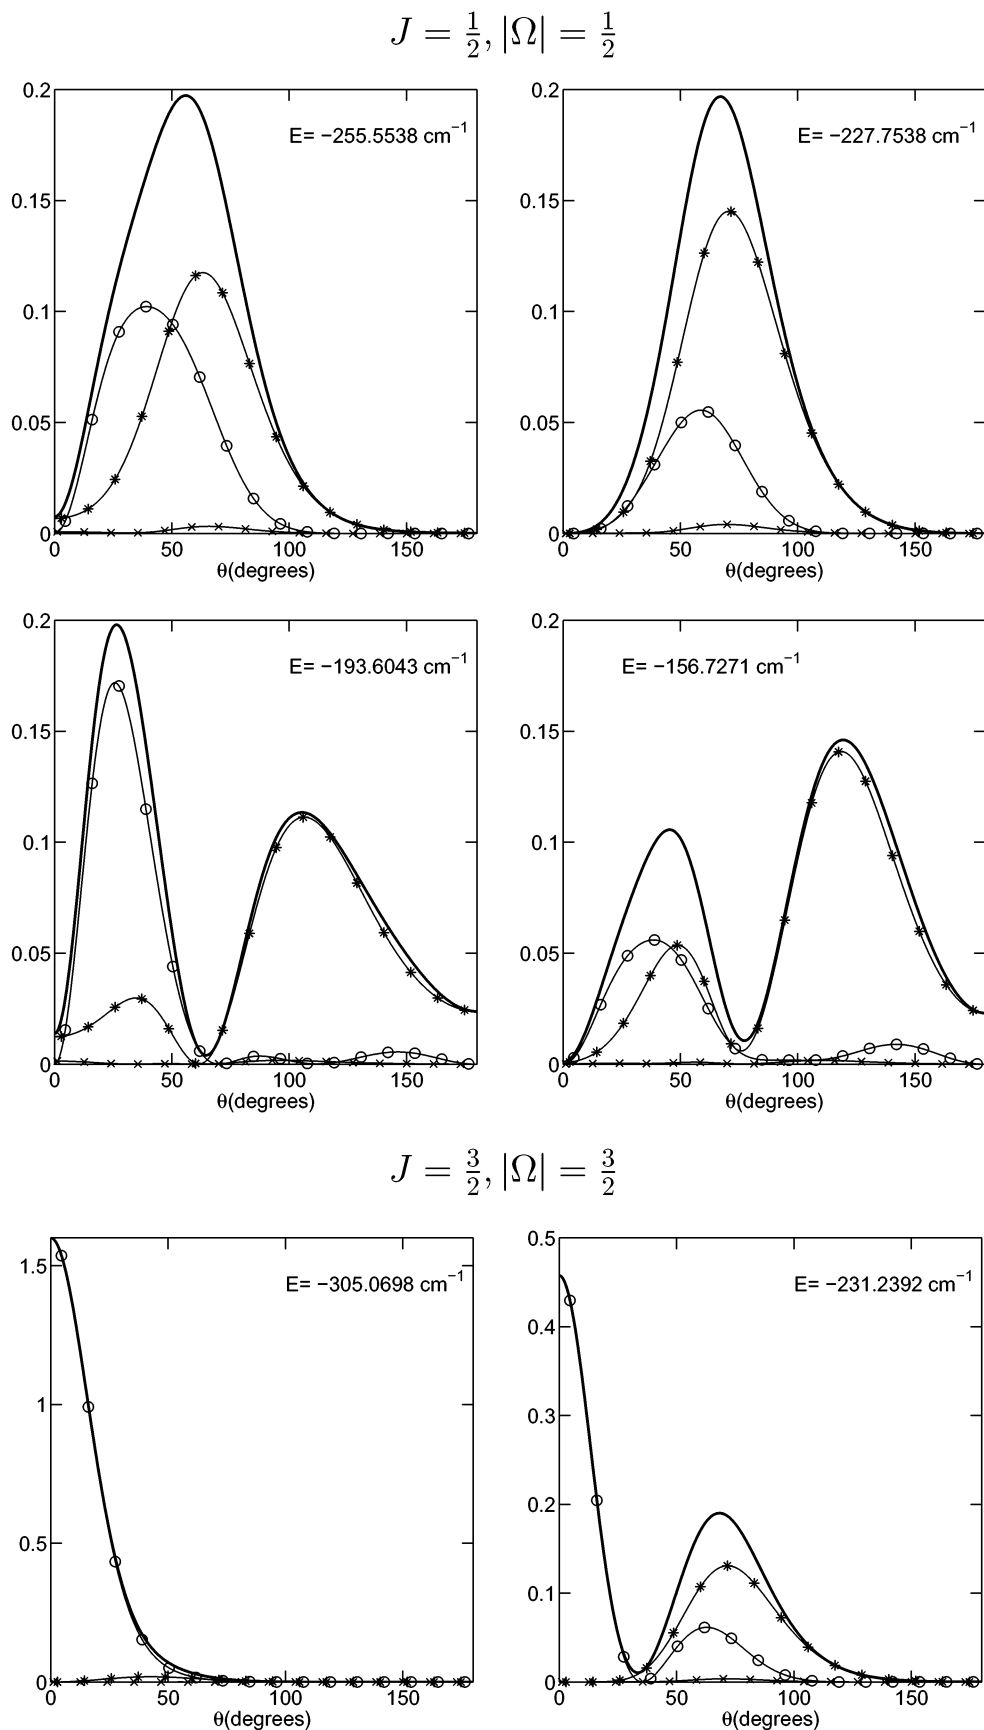 J = 1/2, |Ω| = 1/2
0.2
0.15
0.1
0.05
0
E= −255.5538 cm−1
0 50 100 150
θ(degrees)
0.2
0.15
0.1
0.05
0
E= −227.7538 cm−1
0 50 100 150
θ(degrees)
0.2
0.15
0.1
0.05
0
E= −193.6043 cm−1
0 50 100 150
θ(degrees)
0.2
0.15
0.1
0.05
0
E= −156.7271 cm−1
0 50 100 150
θ(degrees)
J = 3/2, |Ω| = 3/2
1.5
1
0.5
0
E= −305.0698 cm−1
0 50 100 150
θ(degrees)
0.5
0.4
0.3
0.2
0.1
0
E= −231.2392 cm−1
0 50 100 150
θ(degrees)